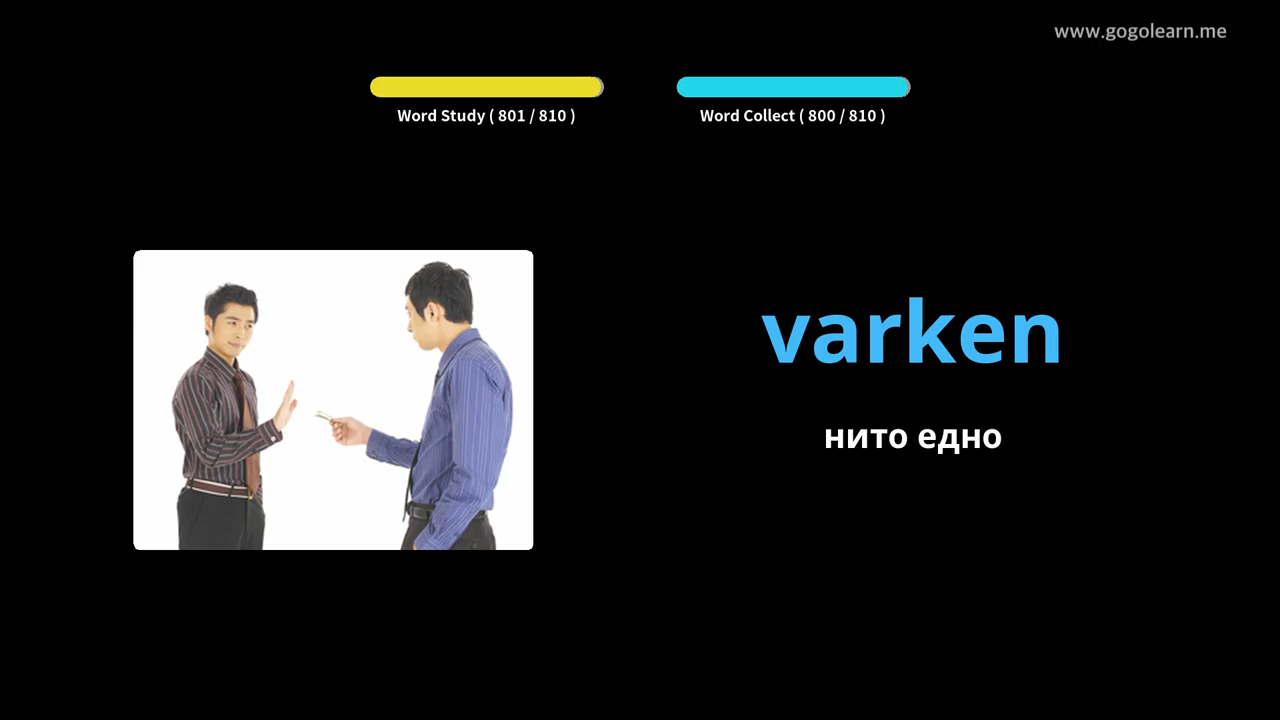 www.gogolearn.me
Word Study ( 801 / 810 )
Word Collect ( 800 / 810 )
varken
нито едно